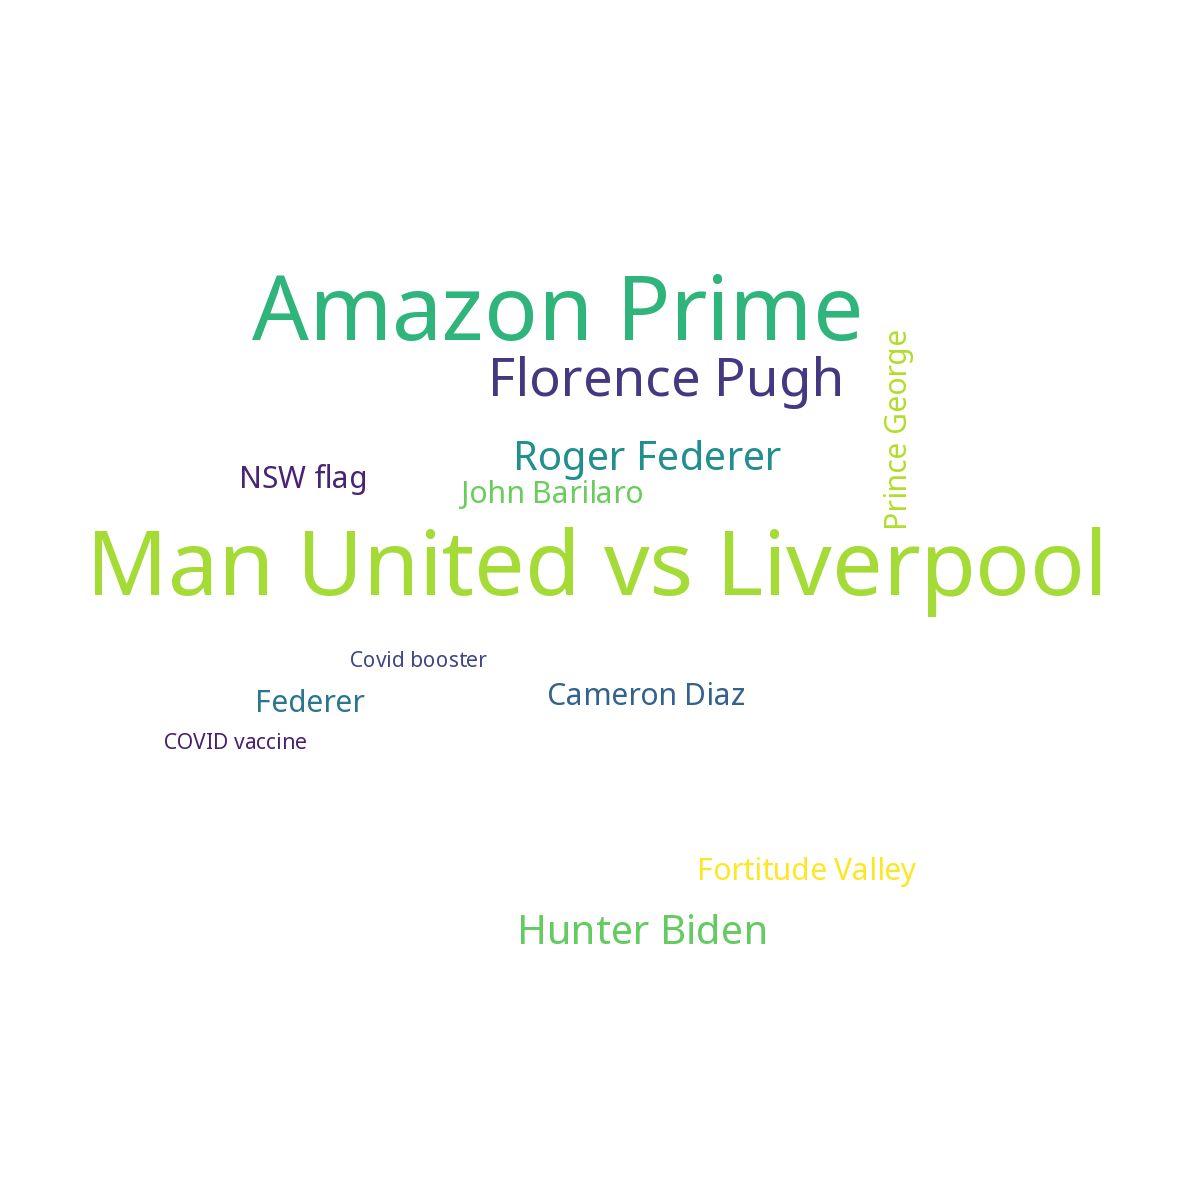 Amazon Prime
Florence Pugh
Prince George
Roger Federer
NSW flag
John Barilaro
Man United vs Liverpool
Covid booster
Cameron Diaz
Federer
COVID vaccine
Fortitude Valley
Hunter Biden